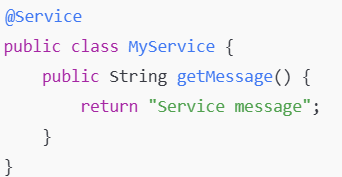 @Service
public class MyService {
    public String getMessage() {
        return "Service message";
    }
}